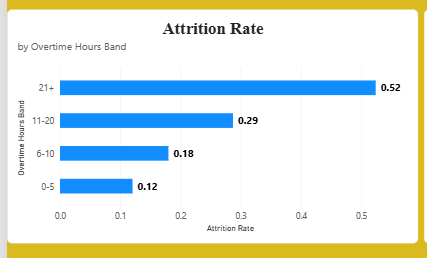 Attrition Rate
by Overtime Hours Band
Overtime Hours Band
21+ 0.52
11-20 0.29
6-10 0.18
0-5 0.12
0.0 0.1 0.2 0.3 0.4 0.5
Attrition Rate